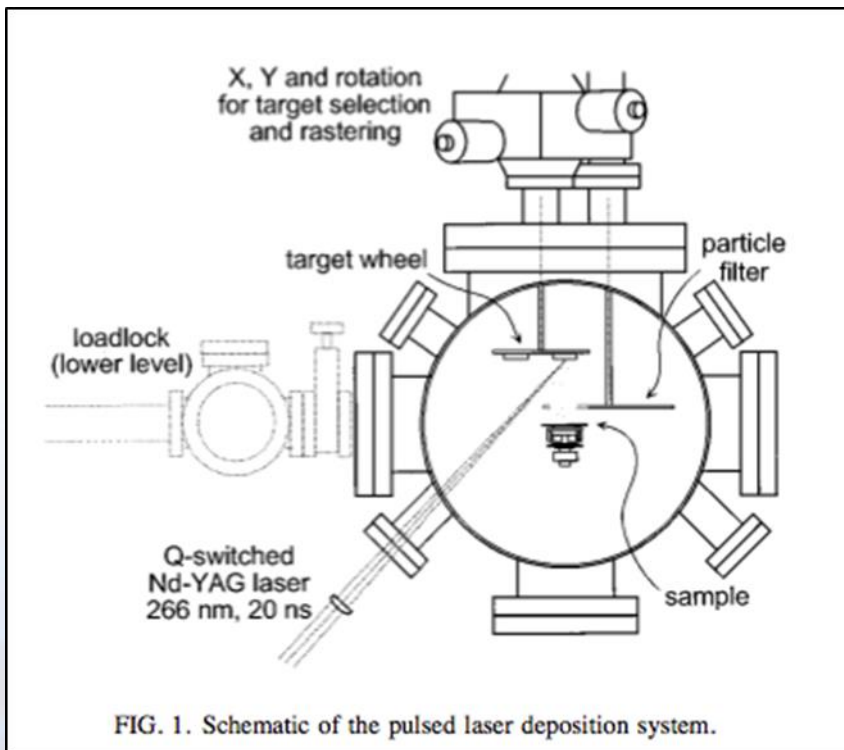 X, Y and rotation
for target selection
and rastering
target wheel
particle
filter
loadlock
(lower level)
Q-switched
Nd-YAG laser
266 nm, 20 ns
sample
FIG. 1. Schematic of the pulsed laser deposition system.